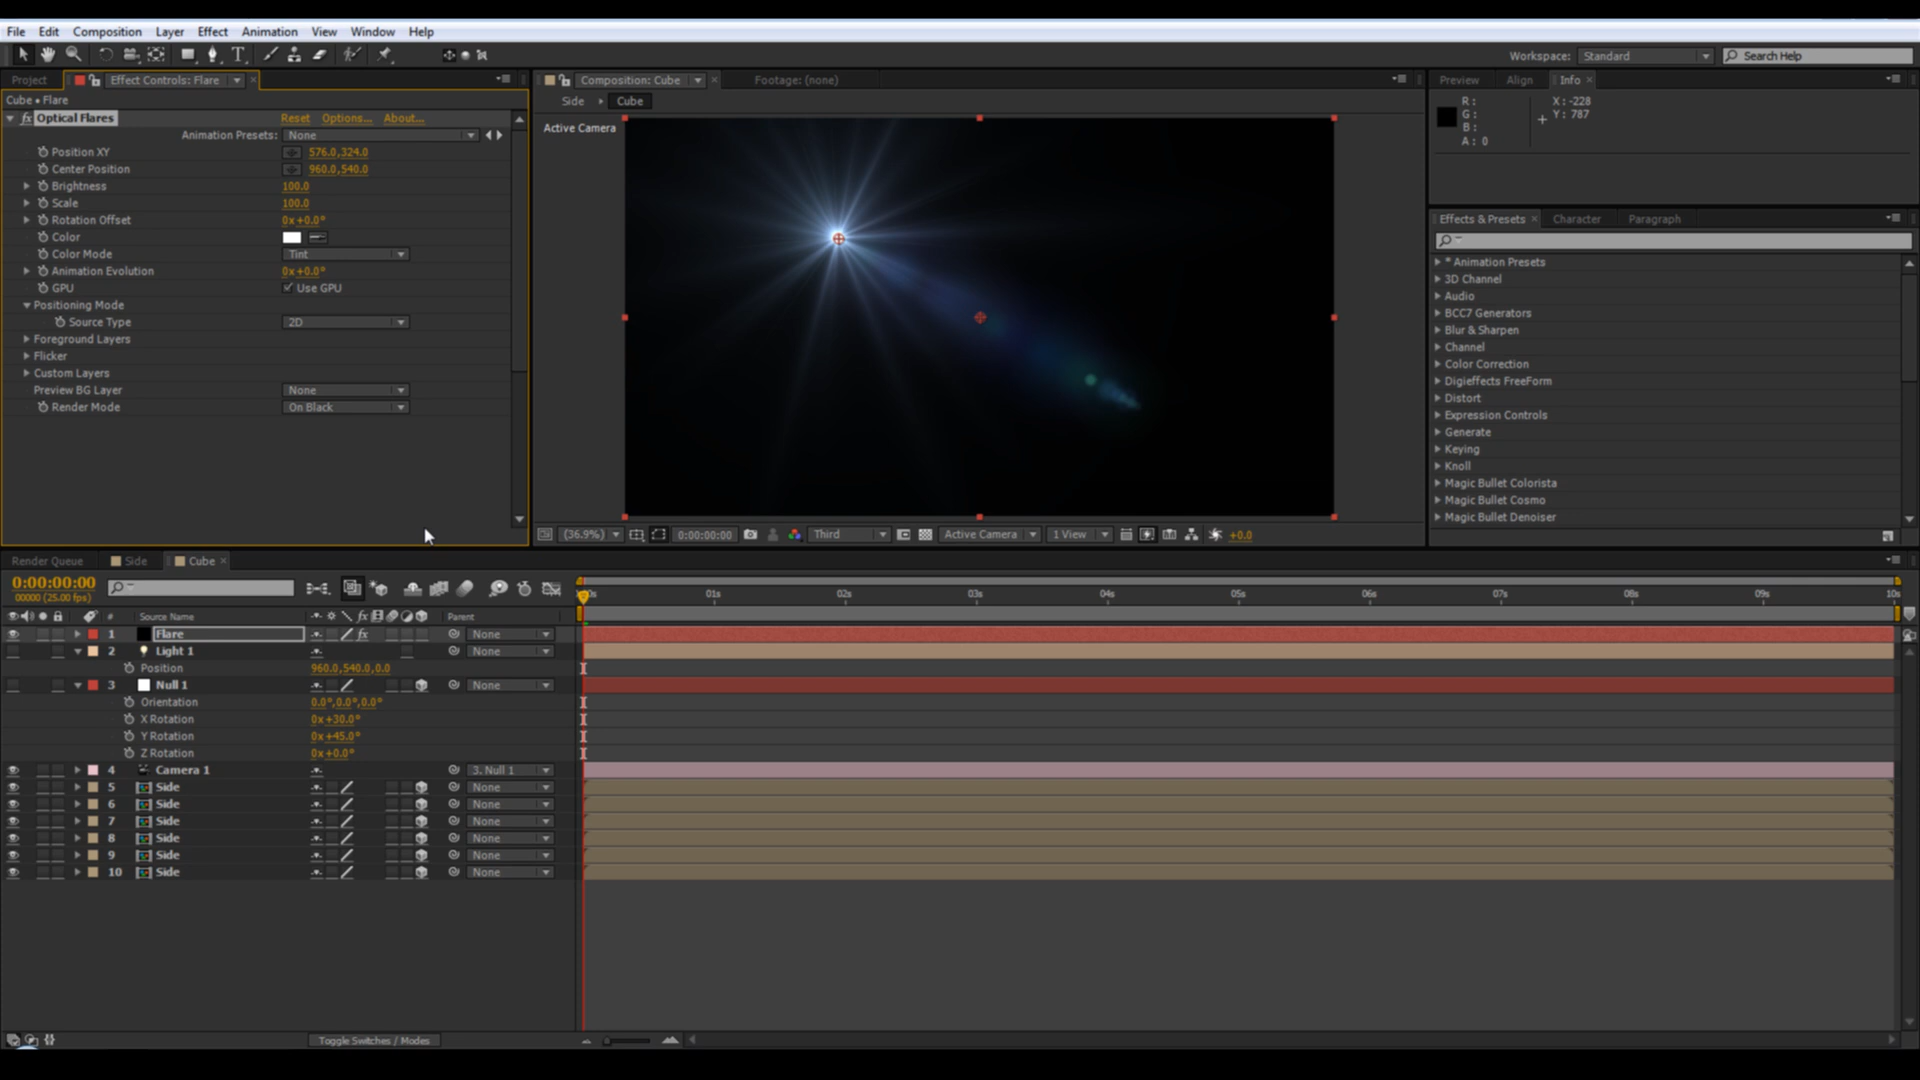 File Edit Composition Layer Effect Animation View Window Help
Workspace: Standard Search Help
Project Effect Controls: Flare
Cube • Flare
fx Optical Flares Reset Options... About...
Animation Presets: None
Position XY 576.0,324.0
Center Position 960.0,540.0
Brightness 100.0
Scale 100.0
Rotation Offset 0x+0.0°
Color
Color Mode Tint
Animation Evolution 0x+0.0°
GPU Use GPU
Positioning Mode
Source Type 2D
Foreground Layers
Flicker
Custom Layers
Preview BG Layer None
Render Mode On Black
Composition: Cube Footage: (none)
Side Cube
Active Camera
(36.9%) 0:00:00:00 Third Active Camera 1 View +0.0
Preview Align Info
R: X: -228
G: Y: 787
B:
A: 0
Effects & Presets Character Paragraph
* Animation Presets
3D Channel
Audio
BCC7 Generators
Blur & Sharpen
Channel
Color Correction
Digieffects FreeForm
Distort
Expression Controls
Generate
Keying
Knoll
Magic Bullet Colorista
Magic Bullet Cosmo
Magic Bullet Denoiser
Render Queue Side Cube
0:00:00:00
00000 (25.00 fps)
01s 02s 03s 04s 05s 06s 07s 08s 09s 10s
# Source Name fx Parent
1 Flare fx None
2 Light 1 None
Position 960.0,540.0,0.0
3 Null 1 None
Orientation 0.0°,0.0°,0.0°
X Rotation 0x+30.0°
Y Rotation 0x+45.0°
Z Rotation 0x+0.0°
4 Camera 1 3. Null 1
5 Side None
6 Side None
7 Side None
8 Side None
9 Side None
10 Side None
Toggle Switches / Modes